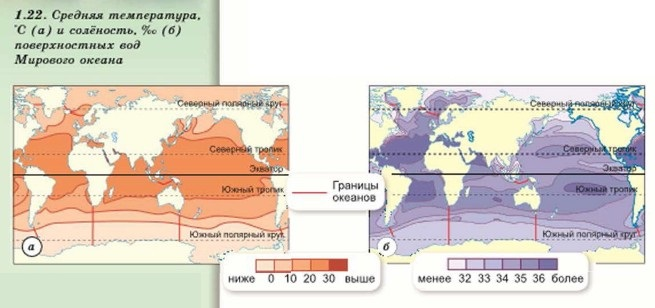 1.22. Средняя температура,
°С (а) и солёность, ‰ (б)
поверхностных вод
Мирового океана
Северный полярный круг
Северный тропик
Экватор
Южный тропик
Южный полярный круг
а
Границы
океанов
Северный полярный круг
Северный тропик
Экватор
Южный тропик
Южный полярный круг
б
ниже 0 10 20 30 выше
менее 32 33 34 35 36 более